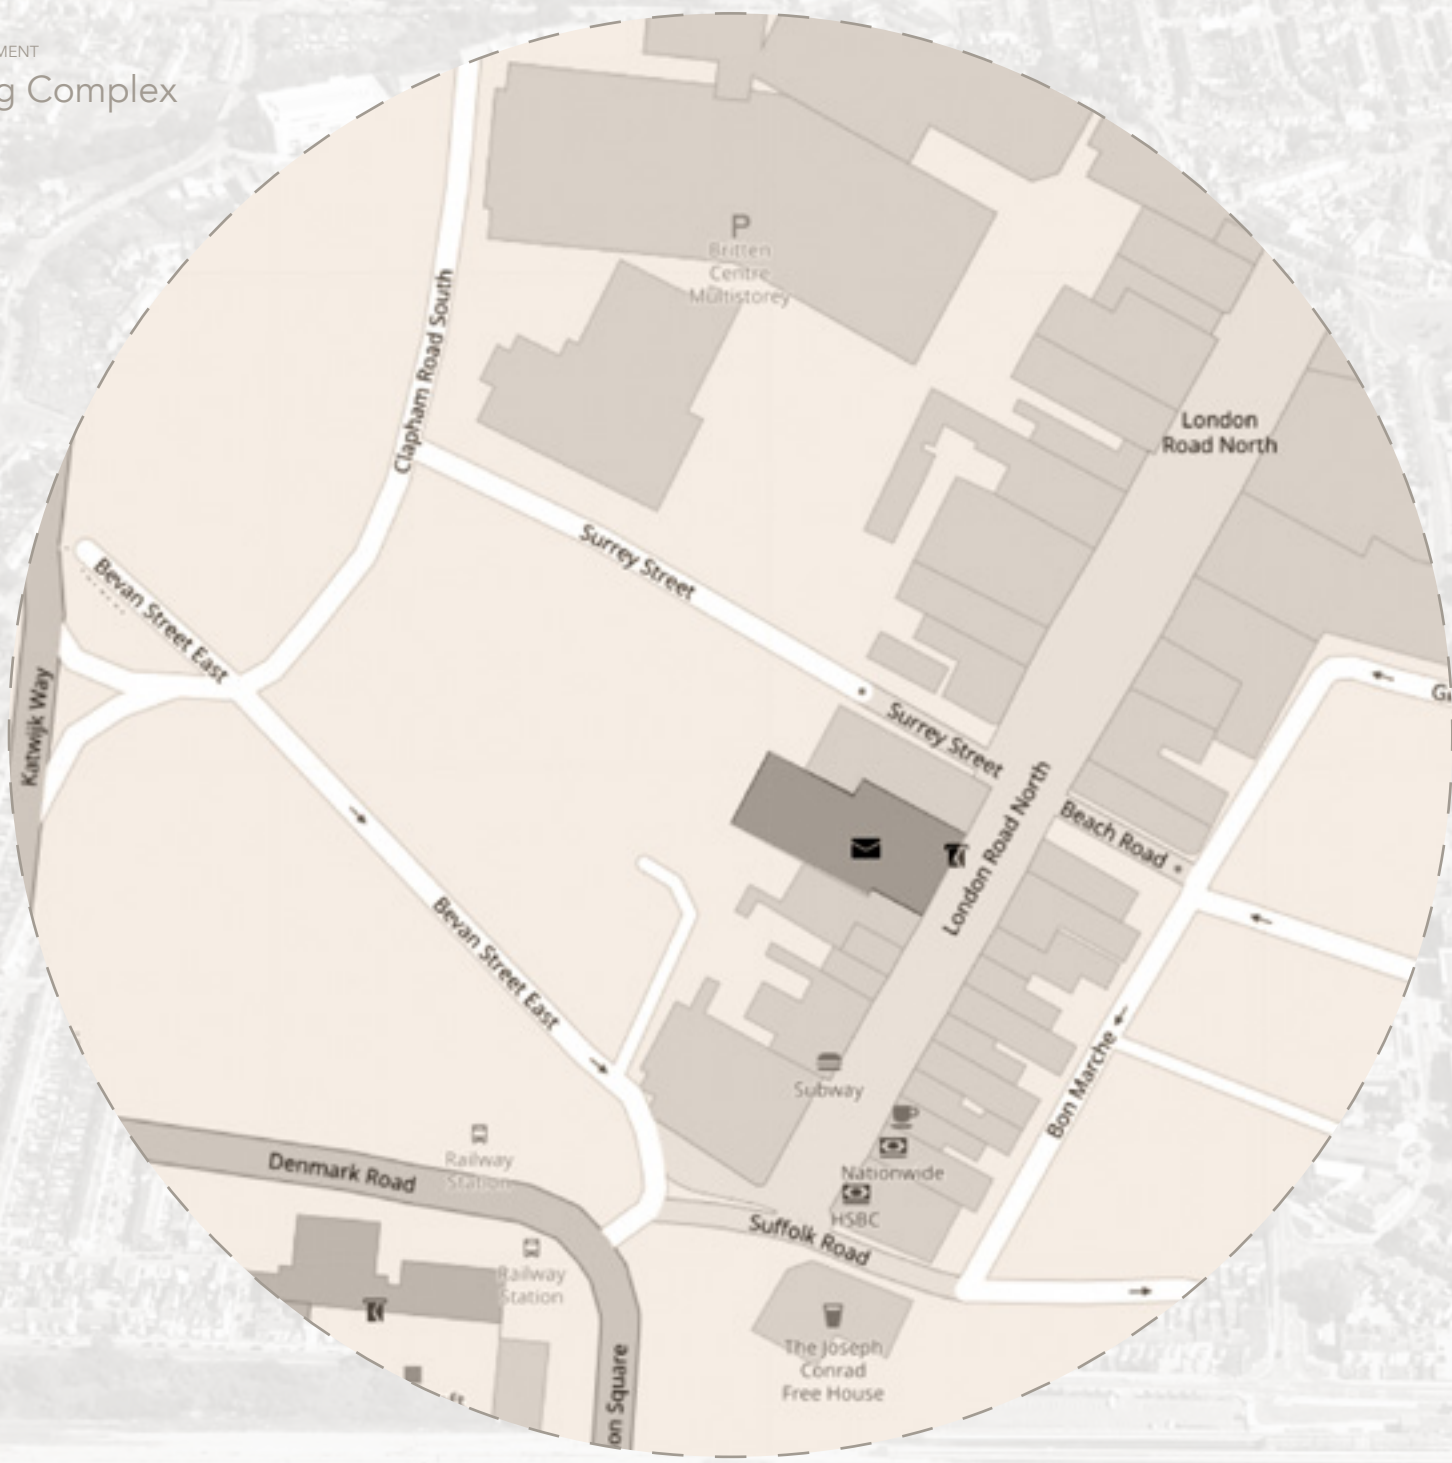 MENT
g Complex
P
Britten
Centre
Multistorey
Clapham Road South
London
Road North
Surrey Street
Bevan Street East
Katwijk Way
Surrey Street
London Road North
Beach Road
Bevan Street East
Subway
Bon Marche
Nationwide
HSBC
Railway
Station
Denmark Road
Suffolk Road
Railway
Station
The Joseph
Conrad
Free House
on Square